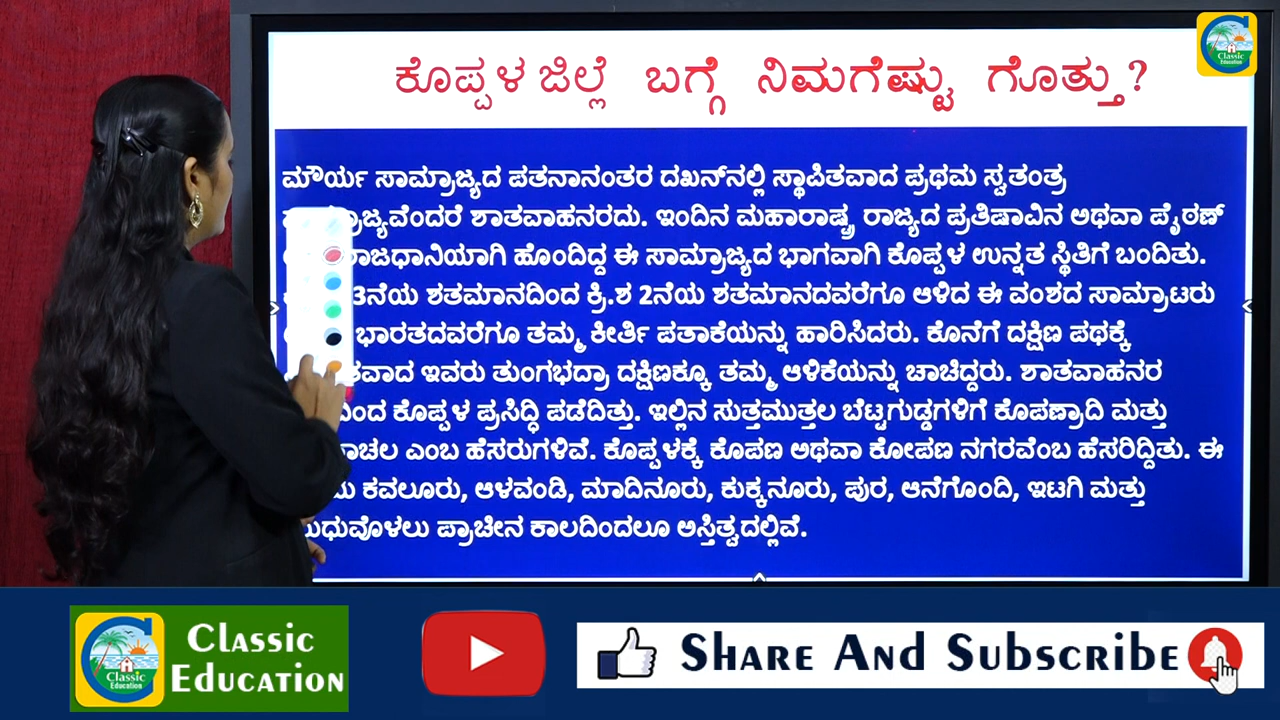 ಕೊಪ್ಪಳ ಜಿಲ್ಲೆ ಬಗ್ಗೆ ನಿಮಗೆಷ್ಟು ಗೊತ್ತು?
Classic
Education
ಮೌರ್ಯ ಸಾಮ್ರಾಜ್ಯದ ಪತನಾನಂತರ ದಖನ್‌ನಲ್ಲಿ ಸ್ಥಾಪಿತವಾದ ಪ್ರಥಮ ಸ್ವತಂತ್ರ
ಶಾತವಾಹನರದು. ಇಂದಿನ ಮಹಾರಾಷ್ಟ್ರ ರಾಜ್ಯದ ಪ್ರತಿಷಾವಿನ ಅಥವಾ ಪೈಠಣ್
ರಾಜಧಾನಿಯಾಗಿ ಹೊಂದಿದ್ದ ಈ ಸಾಮ್ರಾಜ್ಯದ ಭಾಗವಾಗಿ ಕೊಪ್ಪಳ ಉನ್ನತ ಸ್ಥಿತಿಗೆ ಬಂದಿತು.
3ನೆಯ ಶತಮಾನದಿಂದ ಕ್ರಿ.ಶ 2ನೆಯ ಶತಮಾನದವರೆಗೂ ಆಳಿದ ಈ ವಂಶದ ಸಾಮ್ರಾಟರು
ಭಾರತದವರೆಗೂ ತಮ್ಮ ಕೀರ್ತಿ ಪತಾಕೆಯನ್ನು ಹಾರಿಸಿದರು. ಕೊನೆಗೆ ದಕ್ಷಿಣ ಪಥಕ್ಕೆ
ಇವರು ತುಂಗಭದ್ರಾ ದಕ್ಷಿಣಕ್ಕೂ ತಮ್ಮ ಆಳಿಕೆಯನ್ನು ಚಾಚಿದ್ದರು. ಶಾತವಾಹನರ
ಕೊಪ್ಪಳ ಪ್ರಸಿದ್ಧಿ ಪಡೆದಿತ್ತು. ಇಲ್ಲಿನ ಸುತ್ತಮುತ್ತಲ ಬೆಟ್ಟಗುಡ್ಡಗಳಿಗೆ ಕೊಪಣ್ರಾದಿ ಮತ್ತು
ಎಂಬ ಹೆಸರುಗಳಿವೆ. ಕೊಪ್ಪಳಕ್ಕೆ ಕೊಪಣ ಅಥವಾ ಕೋಪಣ ನಗರವೆಂಬ ಹೆಸರಿದ್ದಿತು. ಈ
ಕವಲೂರು, ಆಳವಂಡಿ, ಮಾದಿನೂರು, ಕುಕ್ಕನೂರು, ಪುರ, ಆನೆಗೊಂದಿ, ಇಟಗಿ ಮತ್ತು
ಪ್ರಾಚೀನ ಕಾಲದಿಂದಲೂ ಅಸ್ತಿತ್ವದಲ್ಲಿವೆ.
Classic
Education
Classic
Education
Share And Subscribe